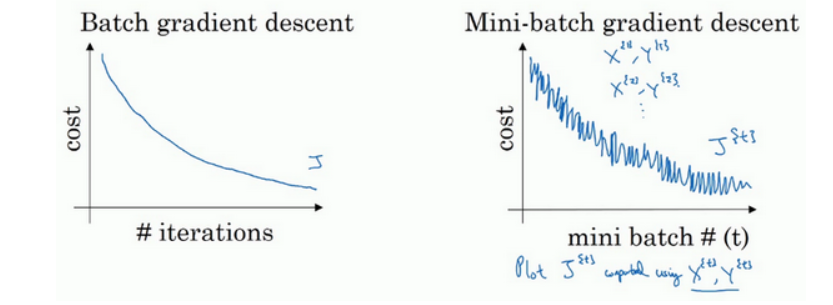 Batch gradient descent
cost
J
# iterations
Mini-batch gradient descent
X^{1}, Y^{1}
X^{2}, Y^{2}
⋮
cost
J^{t}
mini batch # (t)
Plot J^{t} computed using X^{t}, Y^{t}